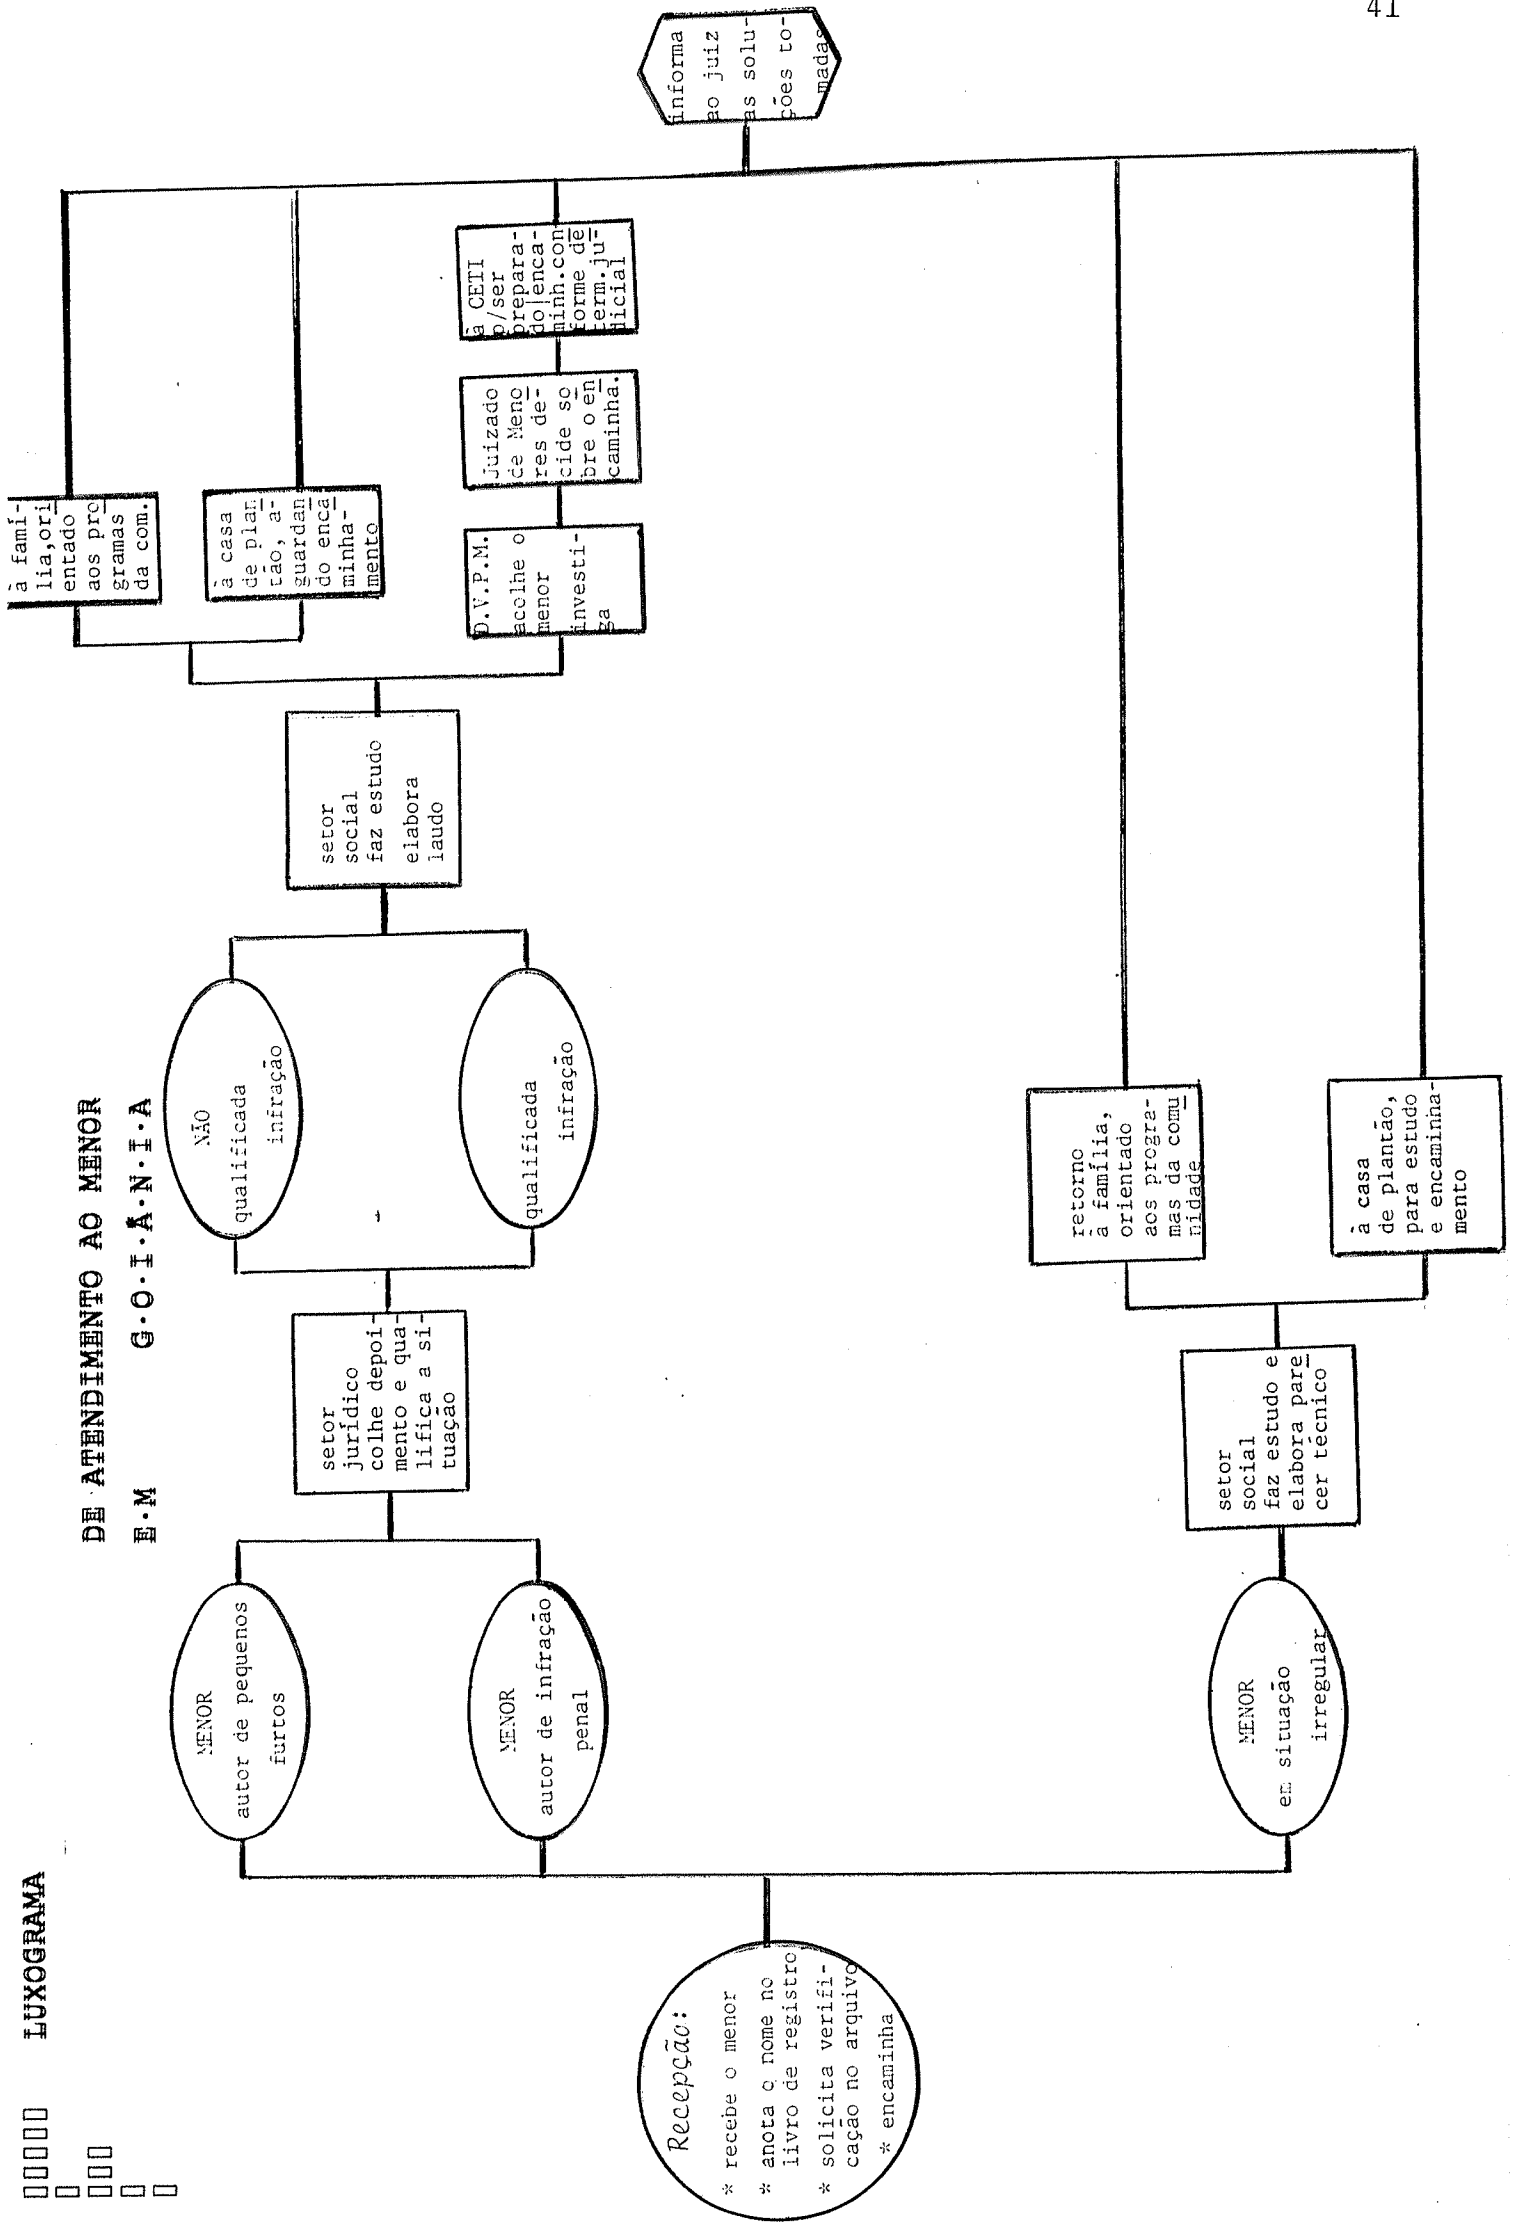 41
LUXOGRAMA
DE ATENDIMENTO AO MENOR
E·M G·O·I·Â·N·I·A
Recepção:
* recebe o menor
* anota o nome no
livro de registro
* solicita verifi-
cação no arquivo
* encaminha
MENOR
autor de pequenos
furtos
MENOR
autor de infração
penal
MENOR
em situação
irregular
setor
jurídico
colhe depoi-
mento e qua-
lifica a si-
tuação
setor
social
faz estudo e
elabora pare
cer técnico
NÃO
qualificada
infração
qualificada
infração
retorno
à família,
orientado
aos progra-
mas da comu
nidade
à casa
de plantão,
para estudo
e encaminha-
mento
setor
social
faz estudo
elabora
laudo
à famí-
lia,ori
entado
aos pro
gramas
da com.
à casa
de plan
tão, a-
guardan
do enca
minha-
mento
D.V.P.M.
acolhe o
menor
investi-
ga
Juizado
de Meno
res de-
cide so
bre o en
caminha.
à CETI
p/ser
prepara-
do|enca-
minh.con
forme de
term.ju-
dicial
informa
ao juiz
as solu-
ções to-
madas